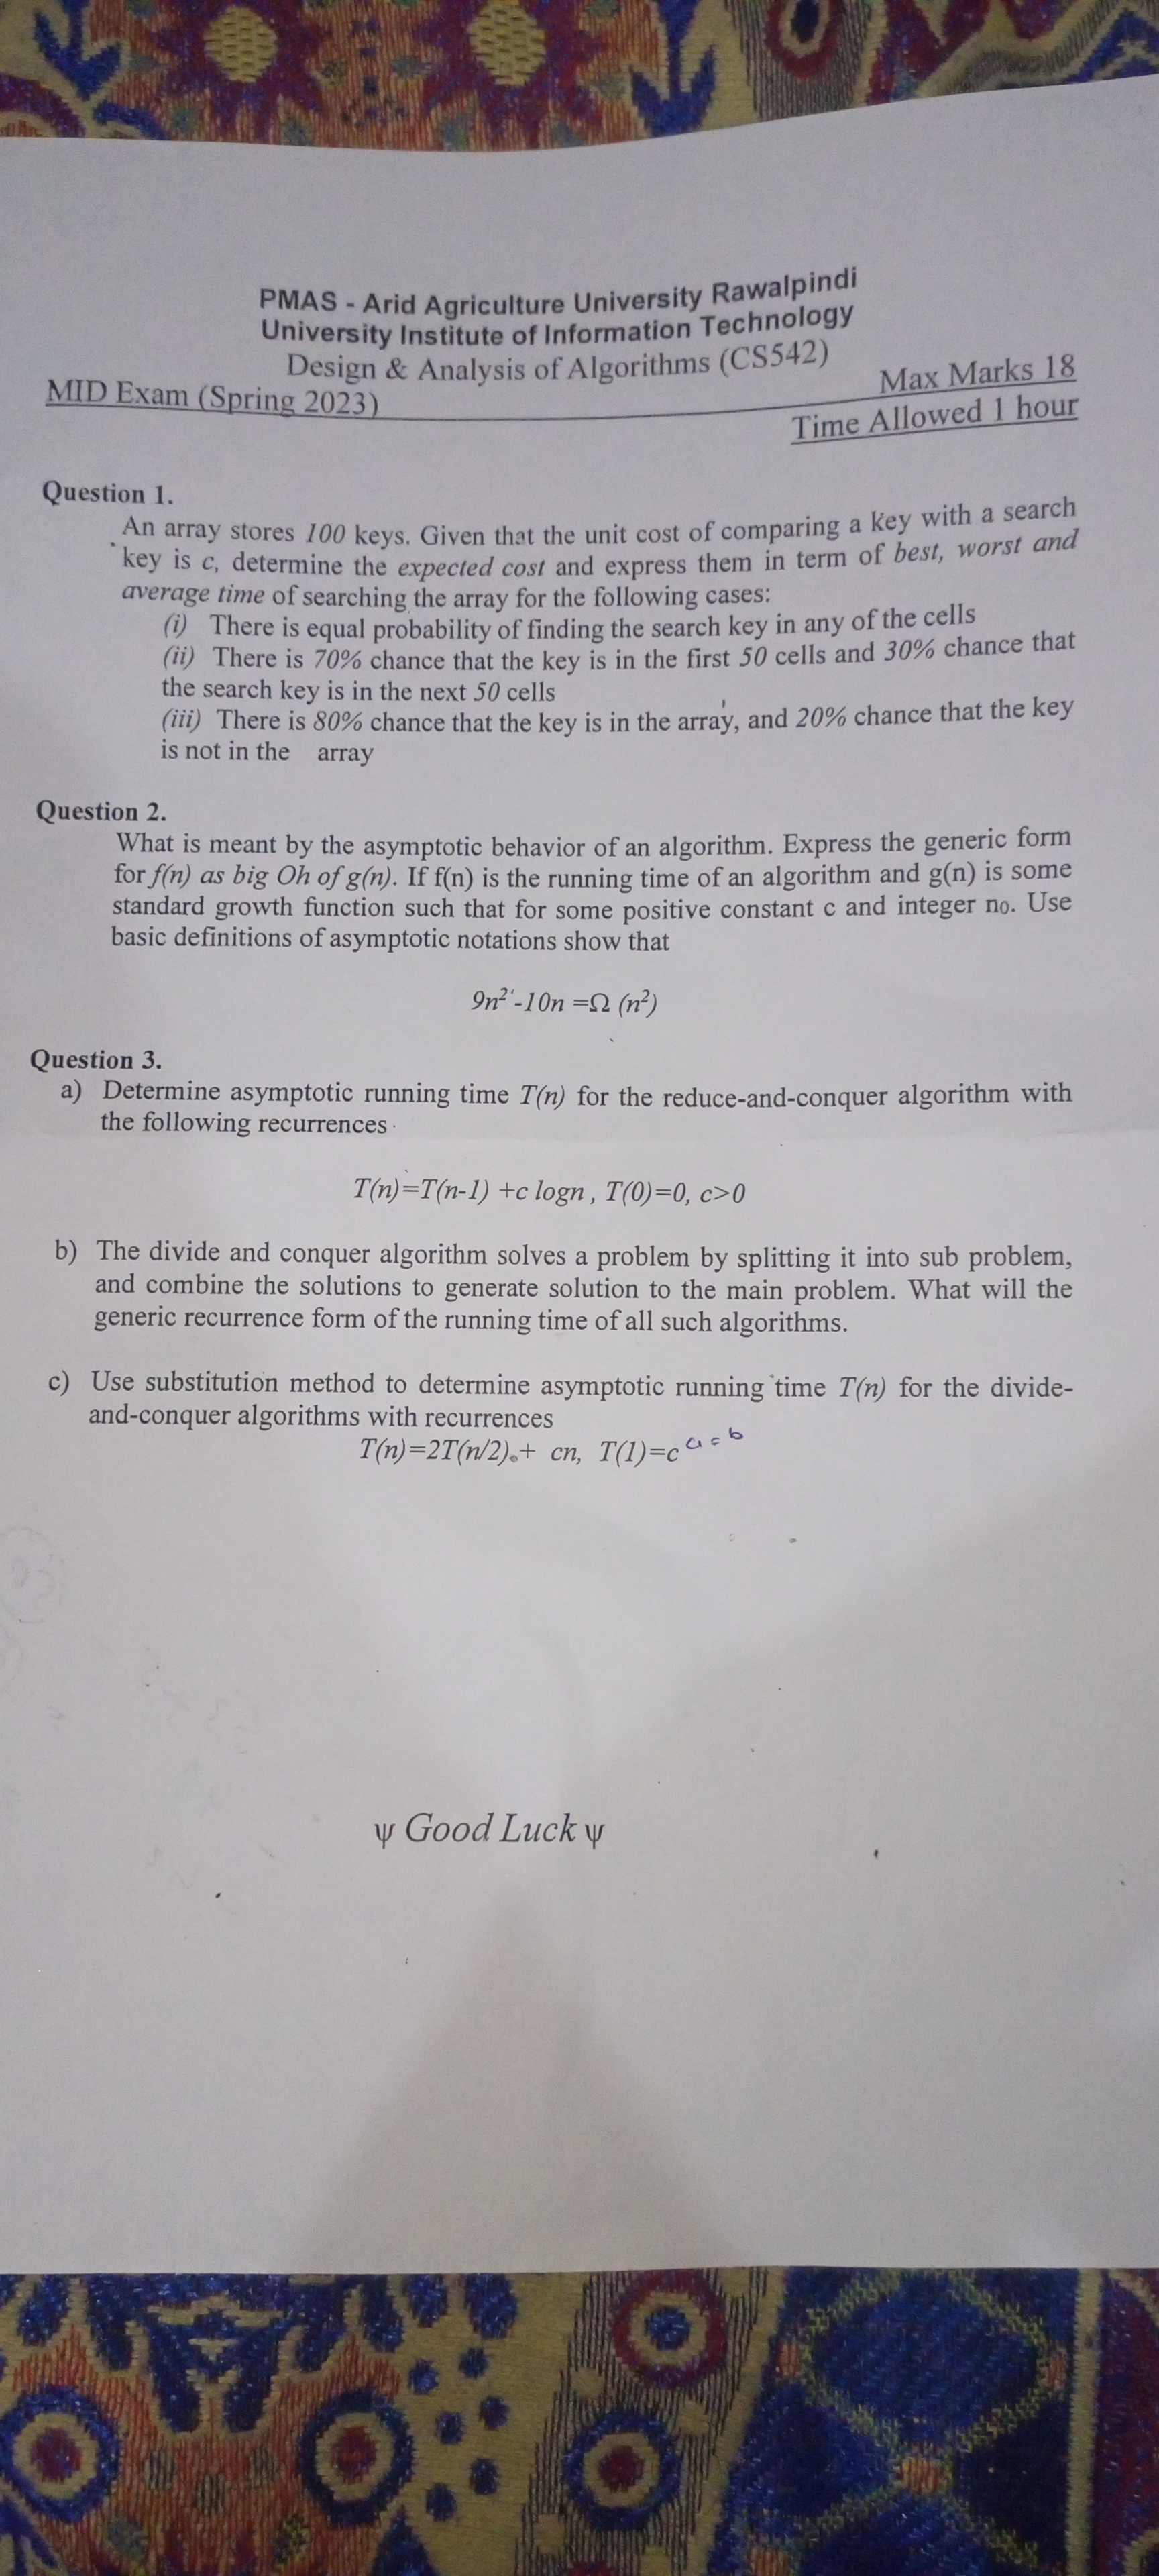 PMAS - Arid Agriculture University Rawalpindi
University Institute of Information Technology
Design & Analysis of Algorithms (CS542)
MID Exam (Spring 2023)
Max Marks 18
Time Allowed 1 hour
Question 1.
An array stores 100 keys. Given that the unit cost of comparing a key with a search
key is c, determine the expected cost and express them in term of best, worst and
average time of searching the array for the following cases:
(i) There is equal probability of finding the search key in any of the cells
(ii) There is 70% chance that the key is in the first 50 cells and 30% chance that
the search key is in the next 50 cells
(iii) There is 80% chance that the key is in the array, and 20% chance that the key
is not in the array
Question 2.
What is meant by the asymptotic behavior of an algorithm. Express the generic form
for f(n) as big Oh of g(n). If f(n) is the running time of an algorithm and g(n) is some
standard growth function such that for some positive constant c and integer n₀. Use
basic definitions of asymptotic notations show that
9n²-10n =Ω (n²)
Question 3.
a) Determine asymptotic running time T(n) for the reduce-and-conquer algorithm with
the following recurrences
T(n)=T(n-1) +c logn , T(0)=0, c>0
b) The divide and conquer algorithm solves a problem by splitting it into sub problem,
and combine the solutions to generate solution to the main problem. What will the
generic recurrence form of the running time of all such algorithms.
c) Use substitution method to determine asymptotic running time T(n) for the divide-
and-conquer algorithms with recurrences
T(n)=2T(n/2) + cn, T(1)=c a = b
ψ Good Luck ψ